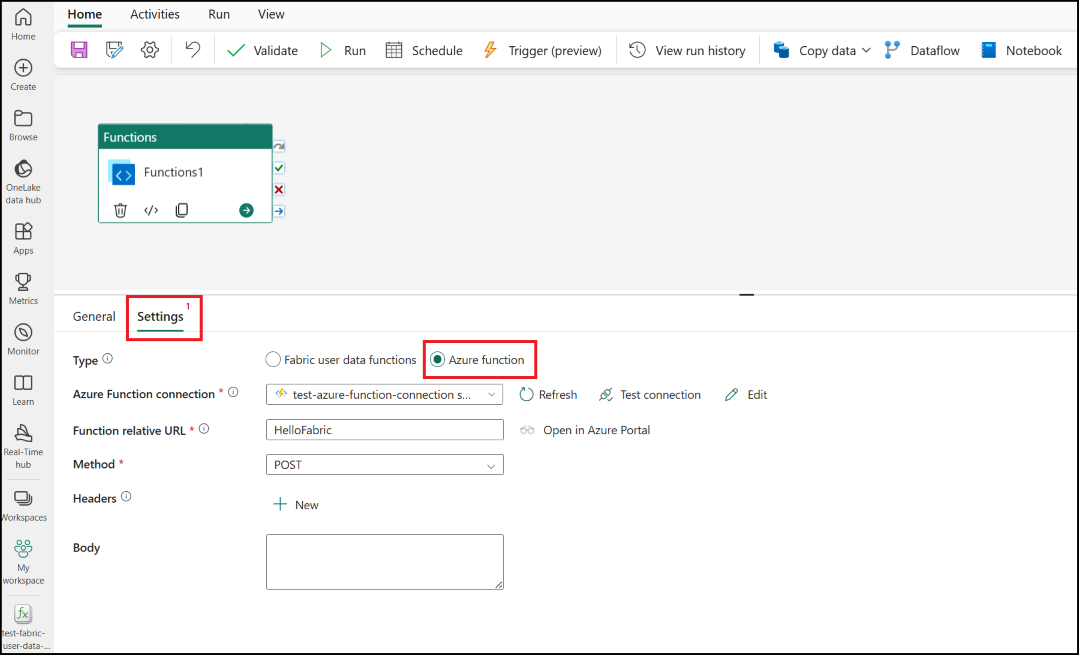 Home Activities Run View
Validate Run Schedule Trigger (preview) View run history Copy data Dataflow Notebook
Home
Create
Browse
OneLake
data hub
Apps
Metrics
Monitor
Learn
Real-Time
hub
Workspaces
My
workspace
test-fabric-
user-data-...
Functions
Functions1
General Settings 1
Type Fabric user data functions Azure function
Azure Function connection * test-azure-function-connection s... Refresh Test connection Edit
Function relative URL * HelloFabric Open in Azure Portal
Method * POST
Headers New
Body